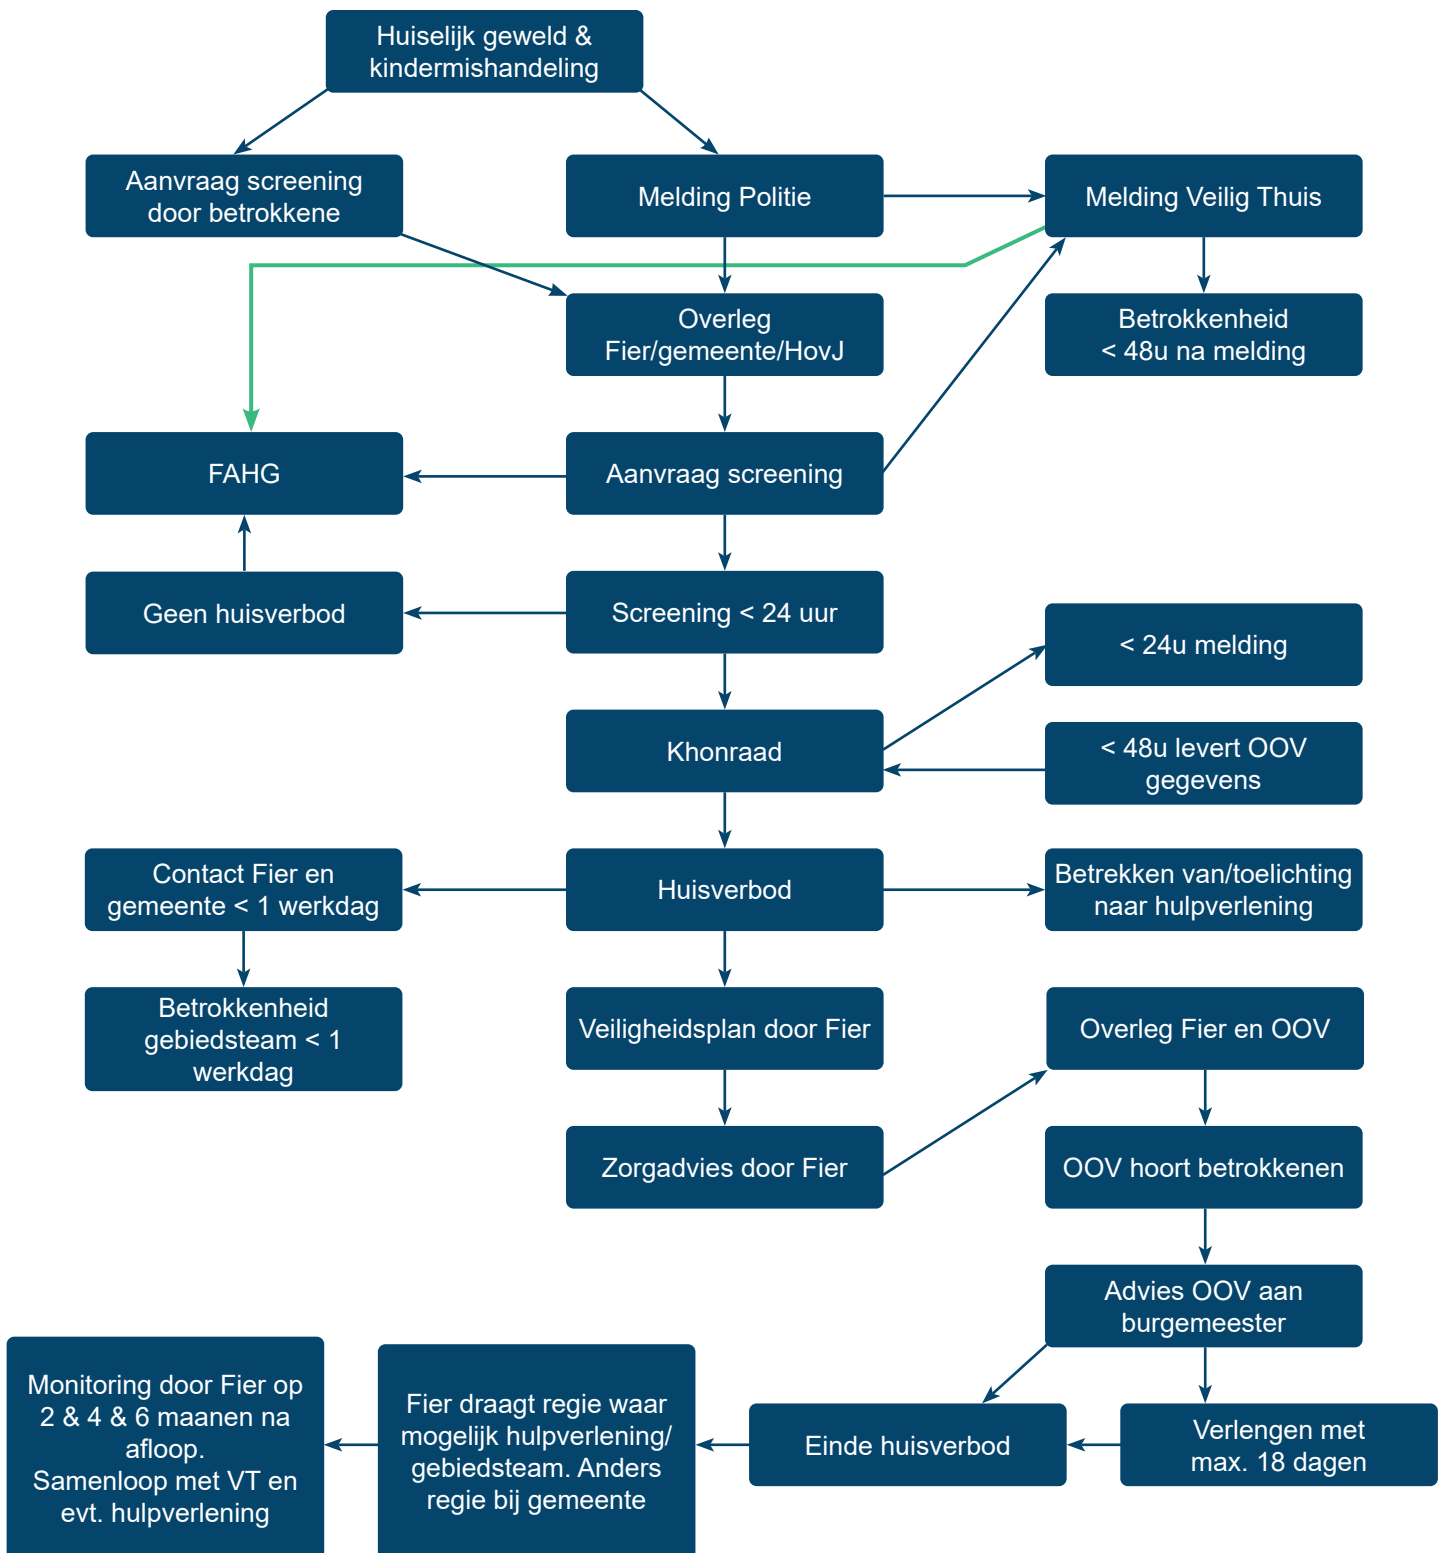 Huiselijk geweld &
kindermishandeling
Aanvraag screening
door betrokkene
Melding Politie
Melding Veilig Thuis
Overleg
Fier/gemeente/HovJ
Betrokkenheid
< 48u na melding
FAHG
Aanvraag screening
Geen huisverbod
Screening < 24 uur
< 24u melding
Khonraad
< 48u levert OOV
gegevens
Contact Fier en
gemeente < 1 werkdag
Huisverbod
Betrekken van/toelichting
naar hulpverlening
Betrokkenheid
gebiedsteam < 1
werkdag
Veiligheidsplan door Fier
Overleg Fier en OOV
Zorgadvies door Fier
OOV hoort betrokkenen
Advies OOV aan
burgemeester
Monitoring door Fier op
2 & 4 & 6 maanen na
afloop.
Samenloop met VT en
evt. hulpverlening
Fier draagt regie waar
mogelijk hulpverlening/
gebiedsteam. Anders
regie bij gemeente
Einde huisverbod
Verlengen met
max. 18 dagen